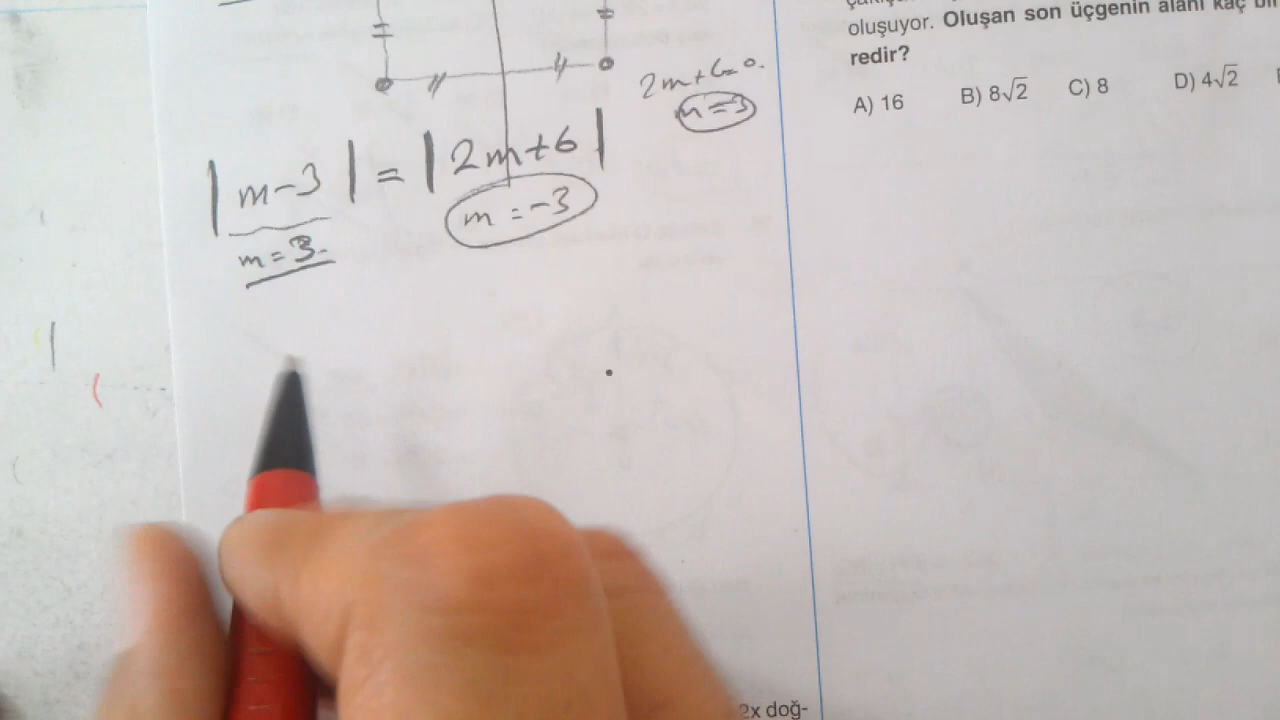 2m+6=0.
m=3
|m-3| = |2m+6|
m=-3
m=3.
oluşuyor. Oluşan son üçgenin alanı kaç
redir?
A) 16 B) 8√2 C) 8 D) 4√2
2x doğ-